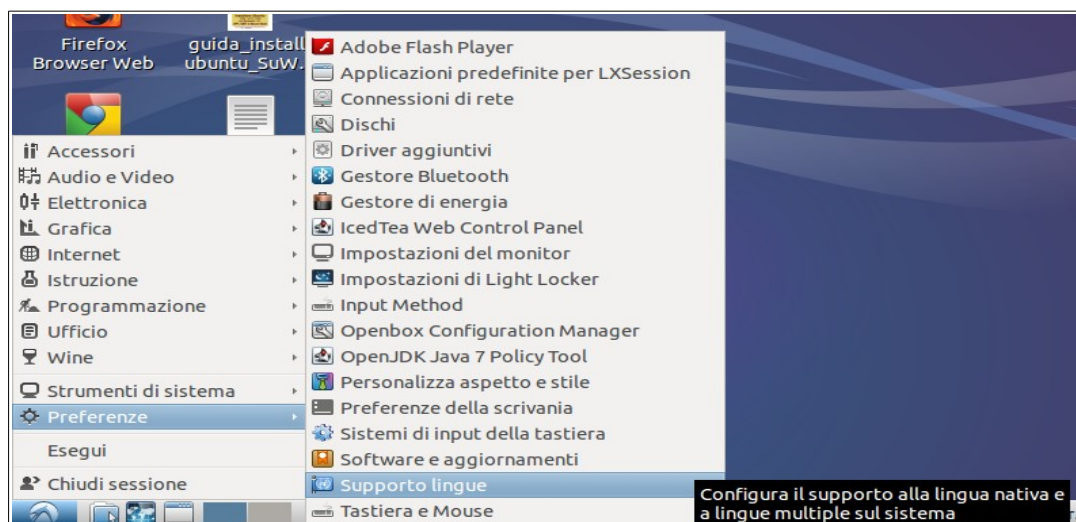 Firefox
Browser Web
guida_install
ubuntu_SuW.
Accessori
Audio e Video
Elettronica
Grafica
Internet
Istruzione
Programmazione
Ufficio
Wine
Strumenti di sistema
Preferenze
Esegui
Chiudi sessione
Adobe Flash Player
Applicazioni predefinite per LXSession
Connessioni di rete
Dischi
Driver aggiuntivi
Gestore Bluetooth
Gestore di energia
IcedTea Web Control Panel
Impostazioni del monitor
Impostazioni di Light Locker
Input Method
Openbox Configuration Manager
OpenJDK Java 7 Policy Tool
Personalizza aspetto e stile
Preferenze della scrivania
Sistemi di input della tastiera
Software e aggiornamenti
Supporto lingue
Tastiera e Mouse
Configura il supporto alla lingua nativa e
a lingue multiple sul sistema